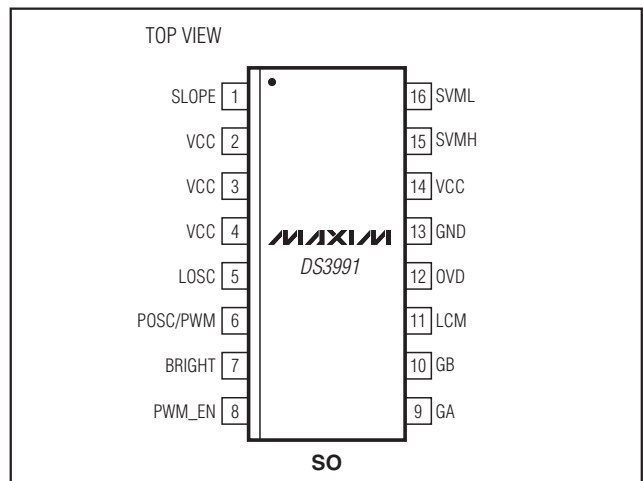 TOP VIEW
SLOPE 1
VCC 2
VCC 3
VCC 4
LOSC 5
POSC/PWM 6
BRIGHT 7
PWM_EN 8
MAXIM
DS3991
16 SVML
15 SVMH
14 VCC
13 GND
12 OVD
11 LCM
10 GB
9 GA
SO